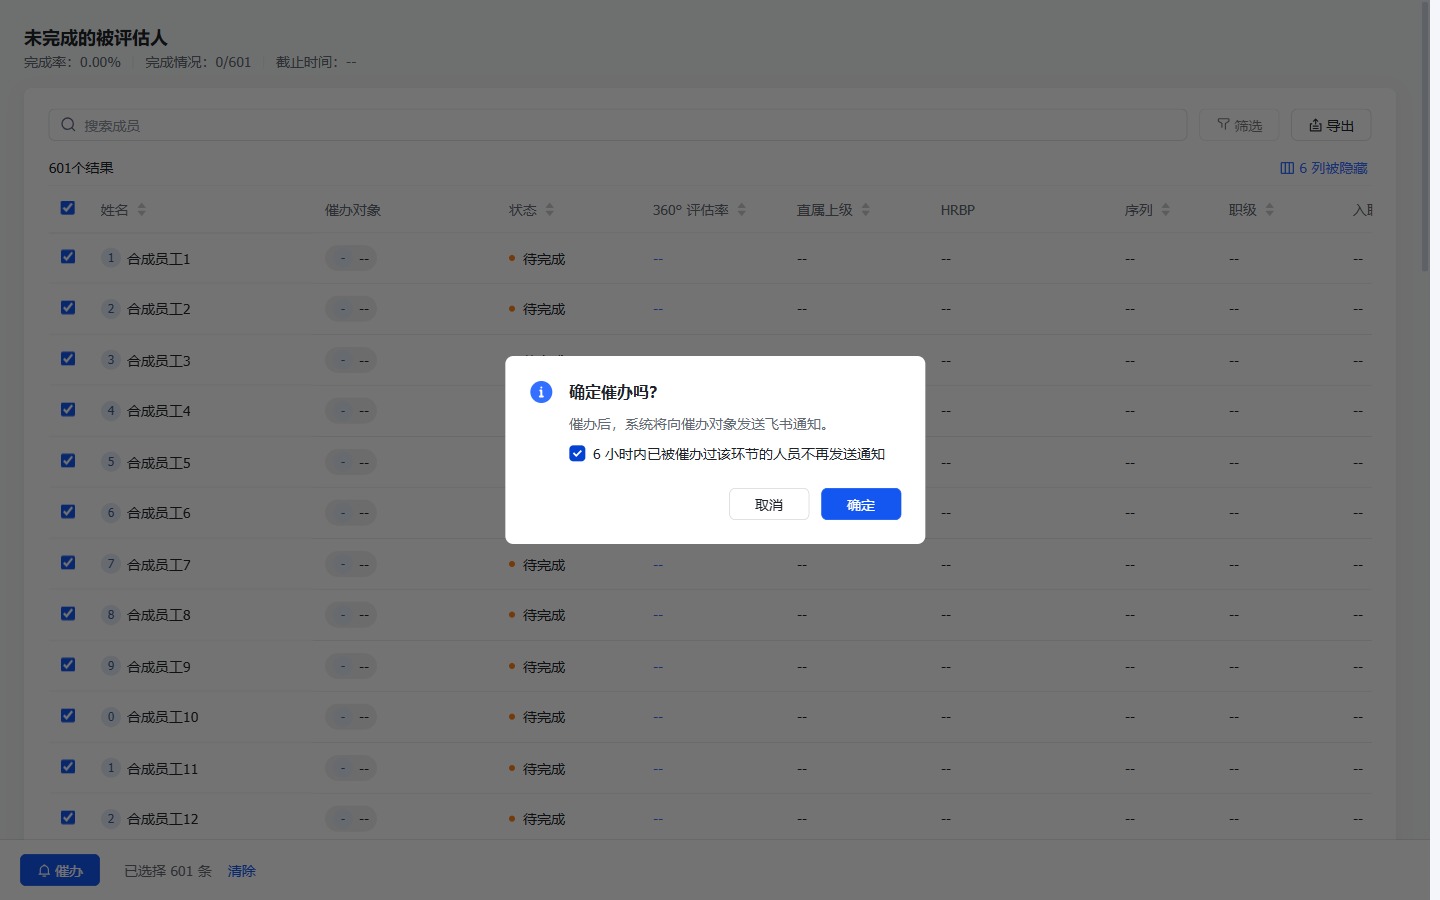 未完成的被评估人
完成率：0.00% 完成情况：0/601 截止时间：--
搜索成员 筛选 导出
601个结果 6 列被隐藏
姓名 催办对象 状态 360° 评估率 直属上级 HRBP 序列 职级
1 合成员工1 - -- 待完成 -- -- -- -- -- --
2 合成员工2 - -- 待完成 -- -- -- -- -- --
3 合成员工3 - -- -- -- -- --
4 合成员工4 - -- -- -- -- --
5 合成员工5 - -- -- -- -- --
6 合成员工6 - -- -- -- -- --
7 合成员工7 - -- 待完成 -- -- -- -- -- --
8 合成员工8 - -- 待完成 -- -- -- -- -- --
9 合成员工9 - -- 待完成 -- -- -- -- -- --
0 合成员工10 - -- 待完成 -- -- -- -- -- --
1 合成员工11 - -- 待完成 -- -- -- -- -- --
2 合成员工12 - -- 待完成 -- -- -- -- -- --
确定催办吗？
催办后，系统将向催办对象发送飞书通知。
6 小时内已被催办过该环节的人员不再发送通知
取消 确定
催办 已选择 601 条 清除